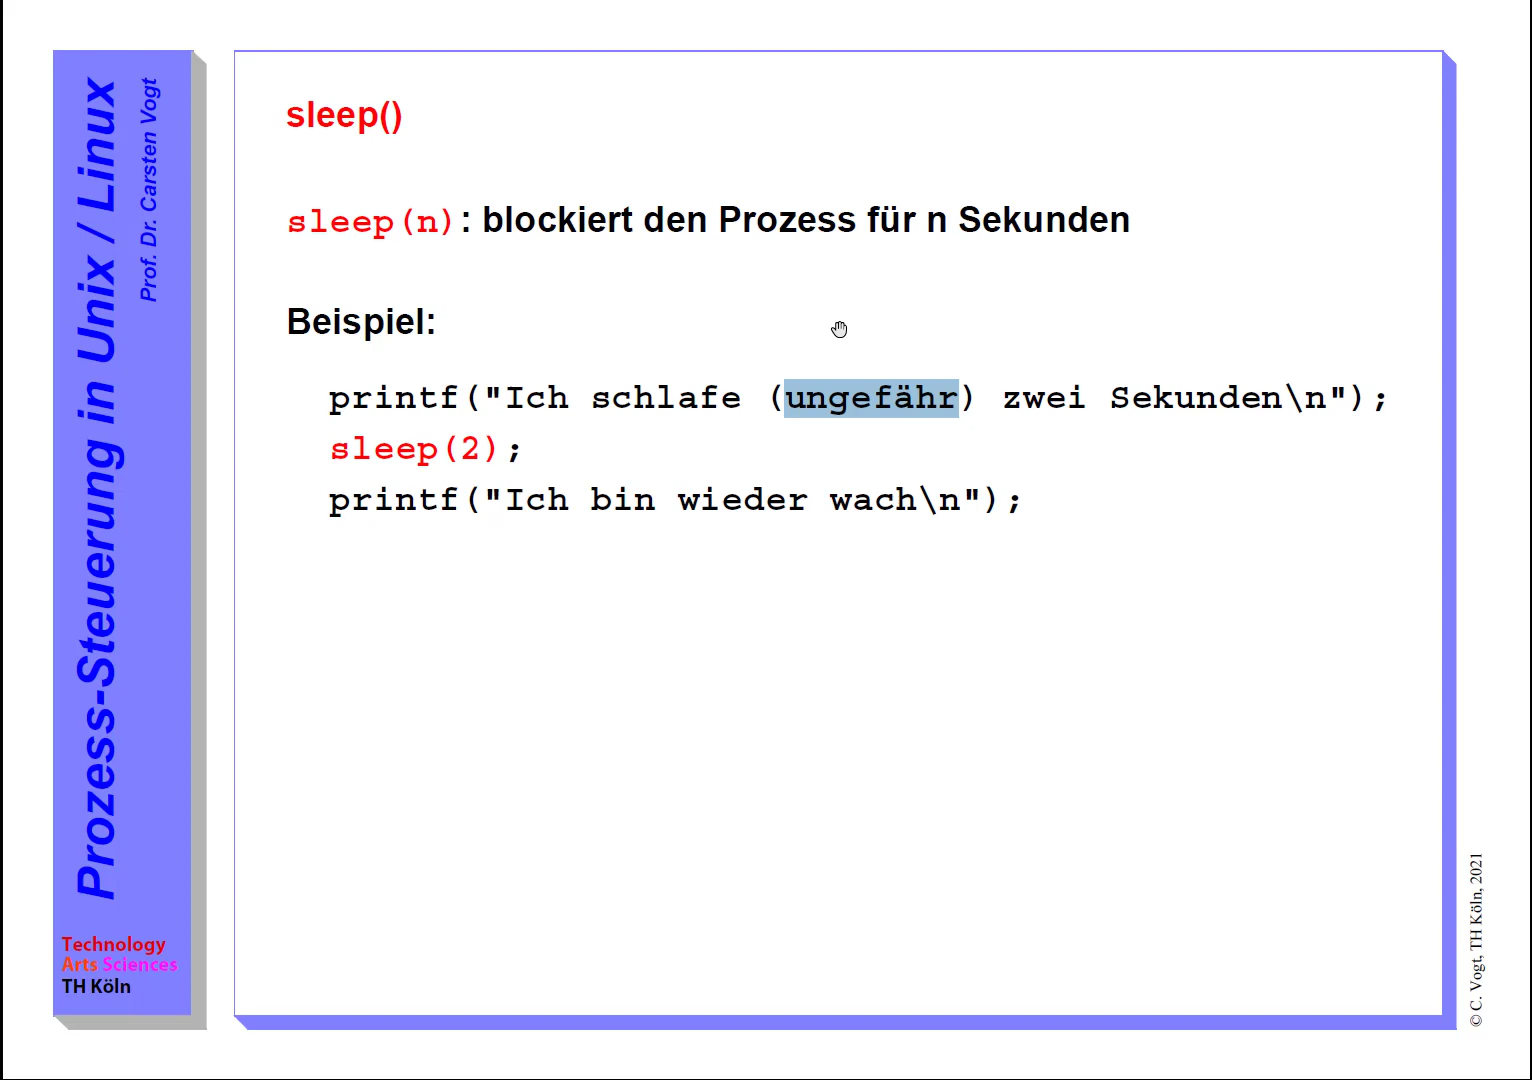 Prozess-Steuerung in Unix / Linux
Prof. Dr. Carsten Vogt
Technology
Arts Sciences
TH Köln
sleep()
sleep(n): blockiert den Prozess für n Sekunden
Beispiel:
printf("Ich schlafe (ungefähr) zwei Sekunden\n");
sleep(2);
printf("Ich bin wieder wach\n");
© C. Vogt, TH Köln, 2021